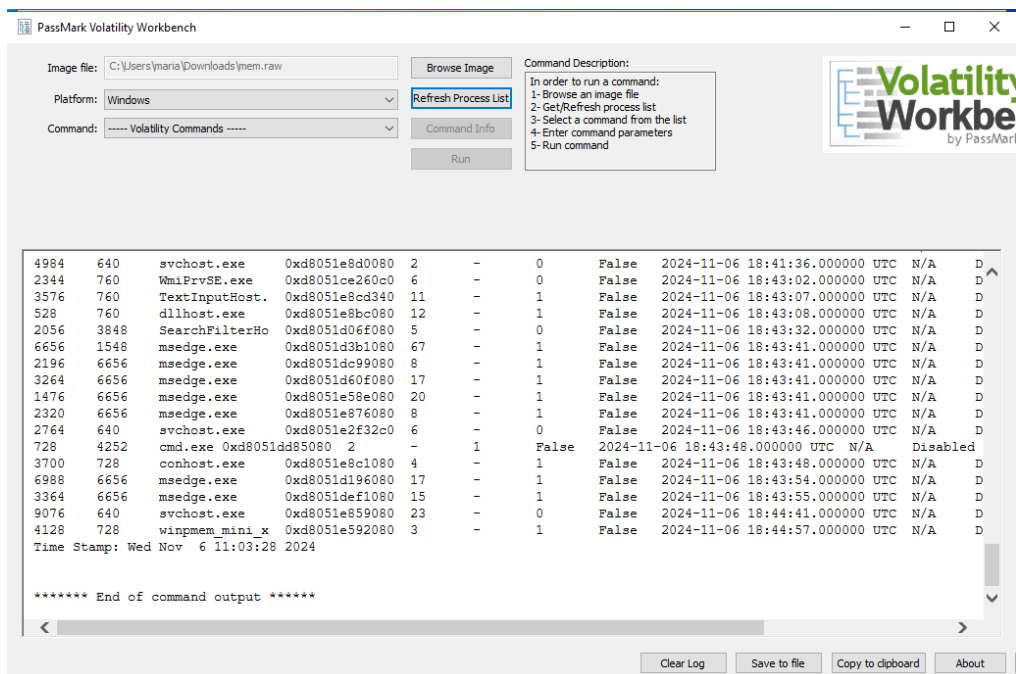 PassMark Volatility Workbench
Image file: C:\Users\maria\Downloads\mem.raw
Browse Image
Platform: Windows
Refresh Process List
Command: ----- Volatility Commands -----
Command Info
Run
Command Description:
In order to run a command:
1- Browse an image file
2- Get/Refresh process list
3- Select a command from the list
4- Enter command parameters
5- Run command
Volatility
Workbe
by PassMark
4984 640 svchost.exe 0xd8051e8d0080 2 - 0 False 2024-11-06 18:41:36.000000 UTC N/A D
2344 760 WmiPrvSE.exe 0xd8051ce260c0 6 - 0 False 2024-11-06 18:43:02.000000 UTC N/A D
3576 760 TextInputHost. 0xd8051e8cd340 11 - 1 False 2024-11-06 18:43:07.000000 UTC N/A D
528 760 dllhost.exe 0xd8051e8bc080 12 - 1 False 2024-11-06 18:43:08.000000 UTC N/A D
2056 3848 SearchFilterHo 0xd8051d06f080 5 - 0 False 2024-11-06 18:43:32.000000 UTC N/A D
6656 1548 msedge.exe 0xd8051d3b1080 67 - 1 False 2024-11-06 18:43:41.000000 UTC N/A D
2196 6656 msedge.exe 0xd8051dc99080 8 - 1 False 2024-11-06 18:43:41.000000 UTC N/A D
3264 6656 msedge.exe 0xd8051d60f080 17 - 1 False 2024-11-06 18:43:41.000000 UTC N/A D
1476 6656 msedge.exe 0xd8051e58e080 20 - 1 False 2024-11-06 18:43:41.000000 UTC N/A D
2320 6656 msedge.exe 0xd8051e876080 8 - 1 False 2024-11-06 18:43:41.000000 UTC N/A D
2764 640 svchost.exe 0xd8051e2f32c0 6 - 0 False 2024-11-06 18:43:46.000000 UTC N/A D
728 4252 cmd.exe 0xd8051dd85080 2 - 1 False 2024-11-06 18:43:48.000000 UTC N/A Disabled
3700 728 conhost.exe 0xd8051e8c1080 4 - 1 False 2024-11-06 18:43:48.000000 UTC N/A D
6988 6656 msedge.exe 0xd8051d196080 17 - 1 False 2024-11-06 18:43:54.000000 UTC N/A D
3364 6656 msedge.exe 0xd8051def1080 15 - 1 False 2024-11-06 18:43:55.000000 UTC N/A D
9076 640 svchost.exe 0xd8051e859080 23 - 0 False 2024-11-06 18:44:41.000000 UTC N/A D
4128 728 winpmem_mini_x 0xd8051e592080 3 - 1 False 2024-11-06 18:44:57.000000 UTC N/A D
Time Stamp: Wed Nov  6 11:03:28 2024
******* End of command output ******
Clear Log
Save to file
Copy to clipboard
About